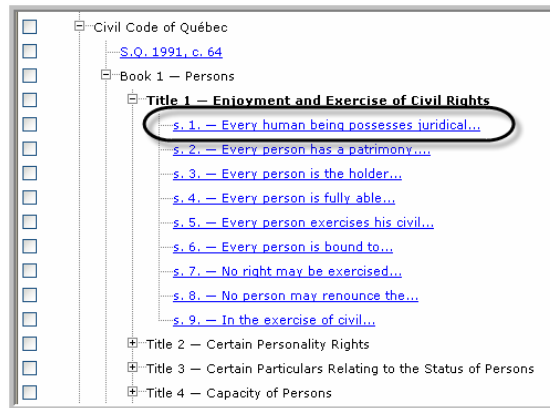 Civil Code of Québec
S.Q. 1991, c. 64
Book 1 — Persons
Title 1 — Enjoyment and Exercise of Civil Rights
s. 1. — Every human being possesses juridical...
s. 2. — Every person has a patrimony....
s. 3. — Every person is the holder...
s. 4. — Every person is fully able...
s. 5. — Every person exercises his civil...
s. 6. — Every person is bound to...
s. 7. — No right may be exercised...
s. 8. — No person may renounce the...
s. 9. — In the exercise of civil...
Title 2 — Certain Personality Rights
Title 3 — Certain Particulars Relating to the Status of Persons
Title 4 — Capacity of Persons